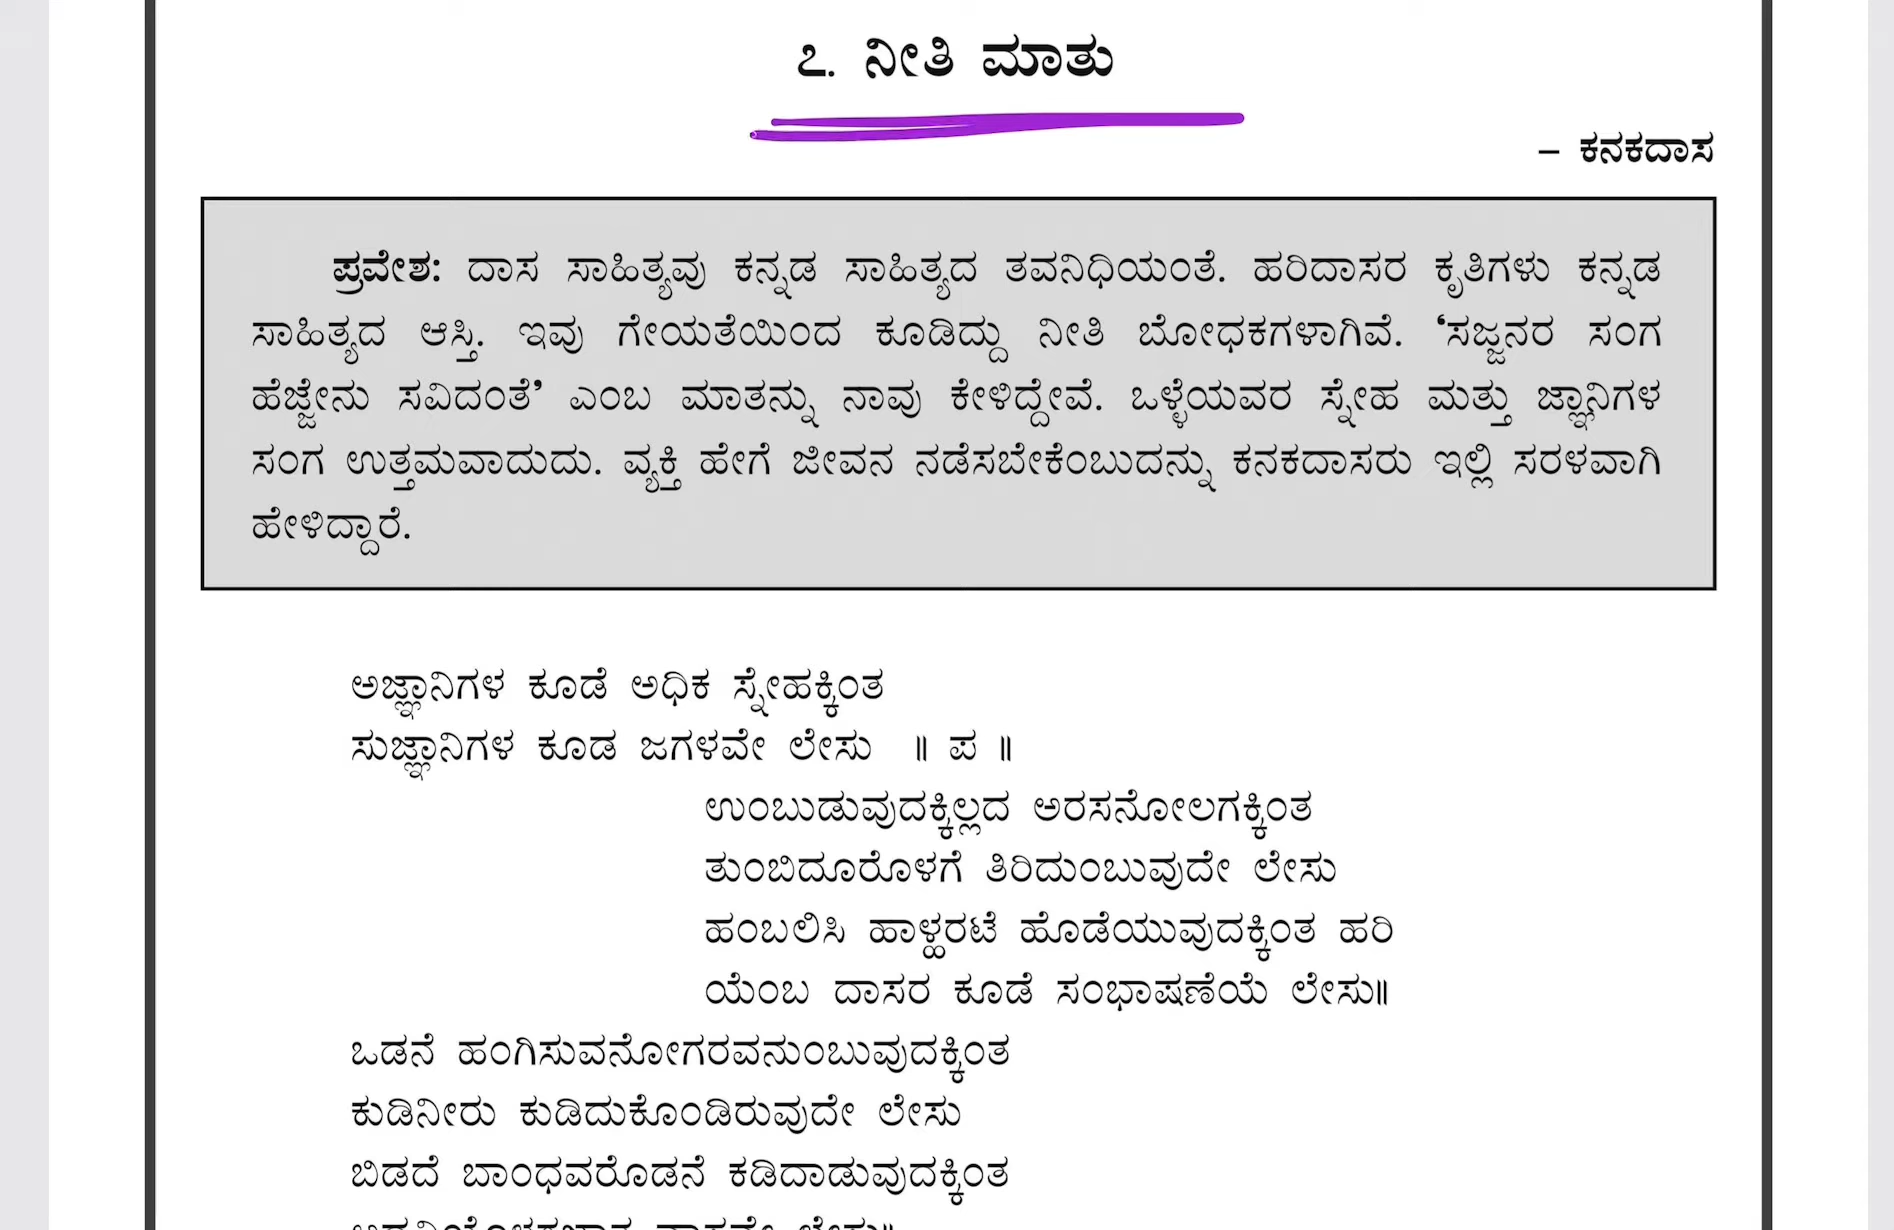 ೭. ನೀತಿ ಮಾತು
– ಕನಕದಾಸ
ಪ್ರವೇಶ: ದಾಸ ಸಾಹಿತ್ಯವು ಕನ್ನಡ ಸಾಹಿತ್ಯದ ತವನಿಧಿಯಂತೆ. ಹರಿದಾಸರ ಕೃತಿಗಳು ಕನ್ನಡ
ಸಾಹಿತ್ಯದ ಆಸ್ತಿ. ಇವು ಗೇಯತೆಯಿಂದ ಕೂಡಿದ್ದು ನೀತಿ ಬೋಧಕಗಳಾಗಿವೆ. ‘ಸಜ್ಜನರ ಸಂಗ
ಹೆಜ್ಜೇನು ಸವಿದಂತೆ’ ಎಂಬ ಮಾತನ್ನು ನಾವು ಕೇಳಿದ್ದೇವೆ. ಒಳ್ಳೆಯವರ ಸ್ನೇಹ ಮತ್ತು ಜ್ಞಾನಿಗಳ
ಸಂಗ ಉತ್ತಮವಾದುದು. ವ್ಯಕ್ತಿ ಹೇಗೆ ಜೀವನ ನಡೆಸಬೇಕೆಂಬುದನ್ನು ಕನಕದಾಸರು ಇಲ್ಲಿ ಸರಳವಾಗಿ
ಹೇಳಿದ್ದಾರೆ.
ಅಜ್ಞಾನಿಗಳ ಕೂಡೆ ಅಧಿಕ ಸ್ನೇಹಕ್ಕಿಂತ
ಸುಜ್ಞಾನಿಗಳ ಕೂಡ ಜಗಳವೇ ಲೇಸು ॥ ಪ ॥
ಉಂಬುಡುವುದಕ್ಕಿಲ್ಲದ ಅರಸನೋಲಗಕ್ಕಿಂತ
ತುಂಬಿದೂರೊಳಗೆ ತಿರಿದುಂಬುವುದೇ ಲೇಸು
ಹಂಬಲಿಸಿ ಹಾಳ್ಹರಟೆ ಹೊಡೆಯುವುದಕ್ಕಿಂತ ಹರಿ
ಯೆಂಬ ದಾಸರ ಕೂಡೆ ಸಂಭಾಷಣೆಯೆ ಲೇಸು॥
ಒಡನೆ ಹಂಗಿಸುವನೋಗರವನುಂಬುವುದಕ್ಕಿಂತ
ಕುಡಿನೀರು ಕುಡಿದುಕೊಂಡಿರುವುದೇ ಲೇಸು
ಬಿಡದೆ ಬಾಂಧವರೊಡನೆ ಕಡಿದಾಡುವುದಕ್ಕಿಂತ